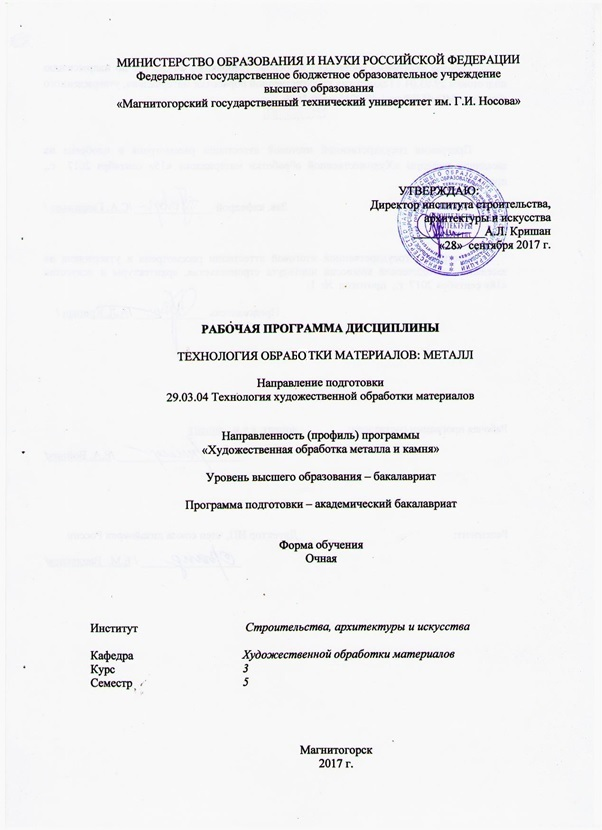 МИНИСТЕРСТВО ОБРАЗОВАНИЯ И НАУКИ РОССИЙСКОЙ ФЕДЕРАЦИИ
Федеральное государственное бюджетное образовательное учреждение
высшего образования
«Магнитогорский государственный технический университет им. Г.И. Носова»
УТВЕРЖДАЮ:
Директор института строительства,
архитектуры и искусства
А.Л. Кришан
«28» сентября 2017 г.
РАБОЧАЯ ПРОГРАММА ДИСЦИПЛИНЫ
ТЕХНОЛОГИЯ ОБРАБОТКИ МАТЕРИАЛОВ: МЕТАЛЛ
Направление подготовки
29.03.04 Технология художественной обработки материалов
Направленность (профиль) программы
«Художественная обработка металла и камня»
Уровень высшего образования – бакалавриат
Программа подготовки – академический бакалавриат
Форма обучения
Очная
Институт Строительства, архитектуры и искусства
Кафедра Художественной обработки материалов
Курс 3
Семестр 5
Магнитогорск
2017 г.